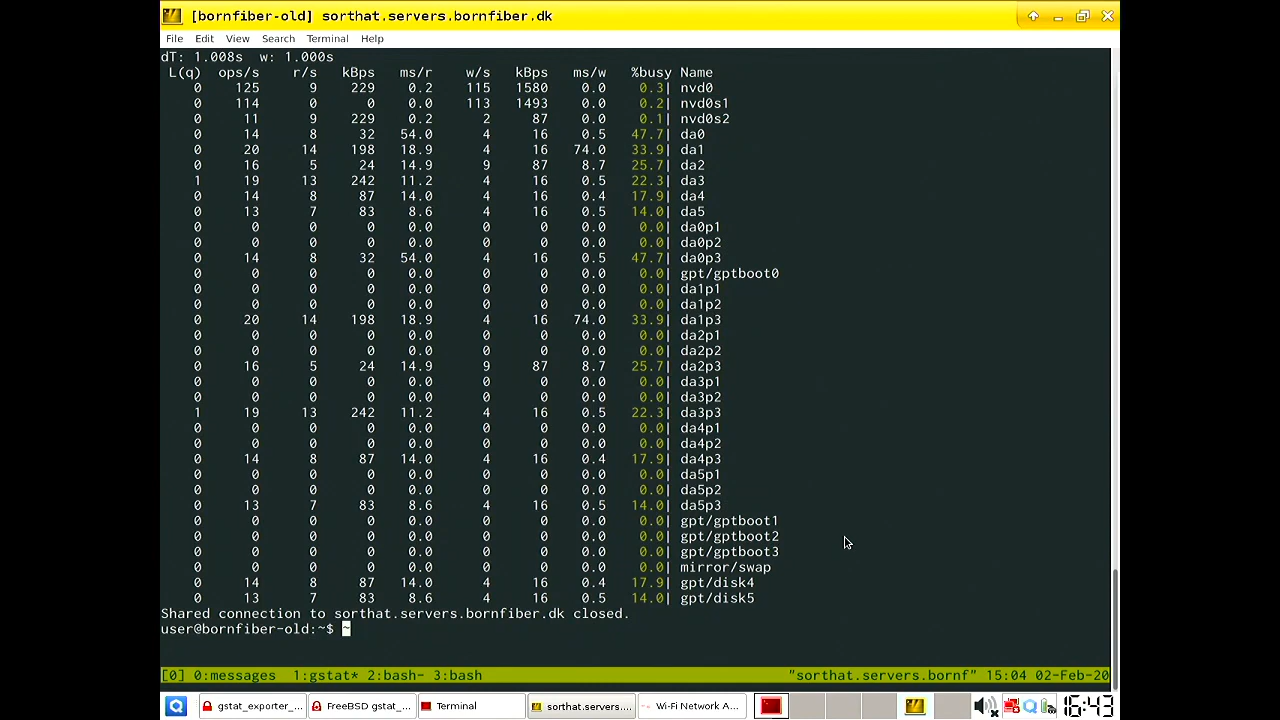 [bornfiber-old] sorthat.servers.bornfiber.dk
File Edit View Search Terminal Help
dT: 1.008s w: 1.000s
L(q) ops/s r/s kBps ms/r w/s kBps ms/w %busy Name
0 125 9 229 0.2 115 1580 0.0 0.3| nvd0
0 114 0 0 0.0 113 1493 0.0 0.2| nvd0s1
0 11 9 229 0.2 2 87 0.0 0.1| nvd0s2
0 14 8 32 54.0 4 16 0.5 47.7| da0
0 20 14 198 18.9 4 16 74.0 33.9| da1
0 16 5 24 14.9 9 87 8.7 25.7| da2
1 19 13 242 11.2 4 16 0.5 22.3| da3
0 14 8 87 14.0 4 16 0.4 17.9| da4
0 13 7 83 8.6 4 16 0.5 14.0| da5
0 0 0 0 0.0 0 0 0.0 0.0| da0p1
0 0 0 0 0.0 0 0 0.0 0.0| da0p2
0 14 8 32 54.0 4 16 0.5 47.7| da0p3
0 0 0 0 0.0 0 0 0.0 0.0| gpt/gptboot0
0 0 0 0 0.0 0 0 0.0 0.0| da1p1
0 0 0 0 0.0 0 0 0.0 0.0| da1p2
0 20 14 198 18.9 4 16 74.0 33.9| da1p3
0 0 0 0 0.0 0 0 0.0 0.0| da2p1
0 0 0 0 0.0 0 0 0.0 0.0| da2p2
0 16 5 24 14.9 9 87 8.7 25.7| da2p3
0 0 0 0 0.0 0 0 0.0 0.0| da3p1
0 0 0 0 0.0 0 0 0.0 0.0| da3p2
1 19 13 242 11.2 4 16 0.5 22.3| da3p3
0 0 0 0 0.0 0 0 0.0 0.0| da4p1
0 0 0 0 0.0 0 0 0.0 0.0| da4p2
0 14 8 87 14.0 4 16 0.4 17.9| da4p3
0 0 0 0 0.0 0 0 0.0 0.0| da5p1
0 0 0 0 0.0 0 0 0.0 0.0| da5p2
0 13 7 83 8.6 4 16 0.5 14.0| da5p3
0 0 0 0 0.0 0 0 0.0 0.0| gpt/gptboot1
0 0 0 0 0.0 0 0 0.0 0.0| gpt/gptboot2
0 0 0 0 0.0 0 0 0.0 0.0| gpt/gptboot3
0 0 0 0 0.0 0 0 0.0 0.0| mirror/swap
0 14 8 87 14.0 4 16 0.4 17.9| gpt/disk4
0 13 7 83 8.6 4 16 0.5 14.0| gpt/disk5
Shared connection to sorthat.servers.bornfiber.dk closed.
user@bornfiber-old:~$ ~
[0] 0:messages 1:gstat* 2:bash- 3:bash "sorthat.servers.bornf" 15:04 02-Feb-20
gstat_exporter_... FreeBSD gstat_... Terminal sorthat.servers.... Wi-Fi Network A... 16:43